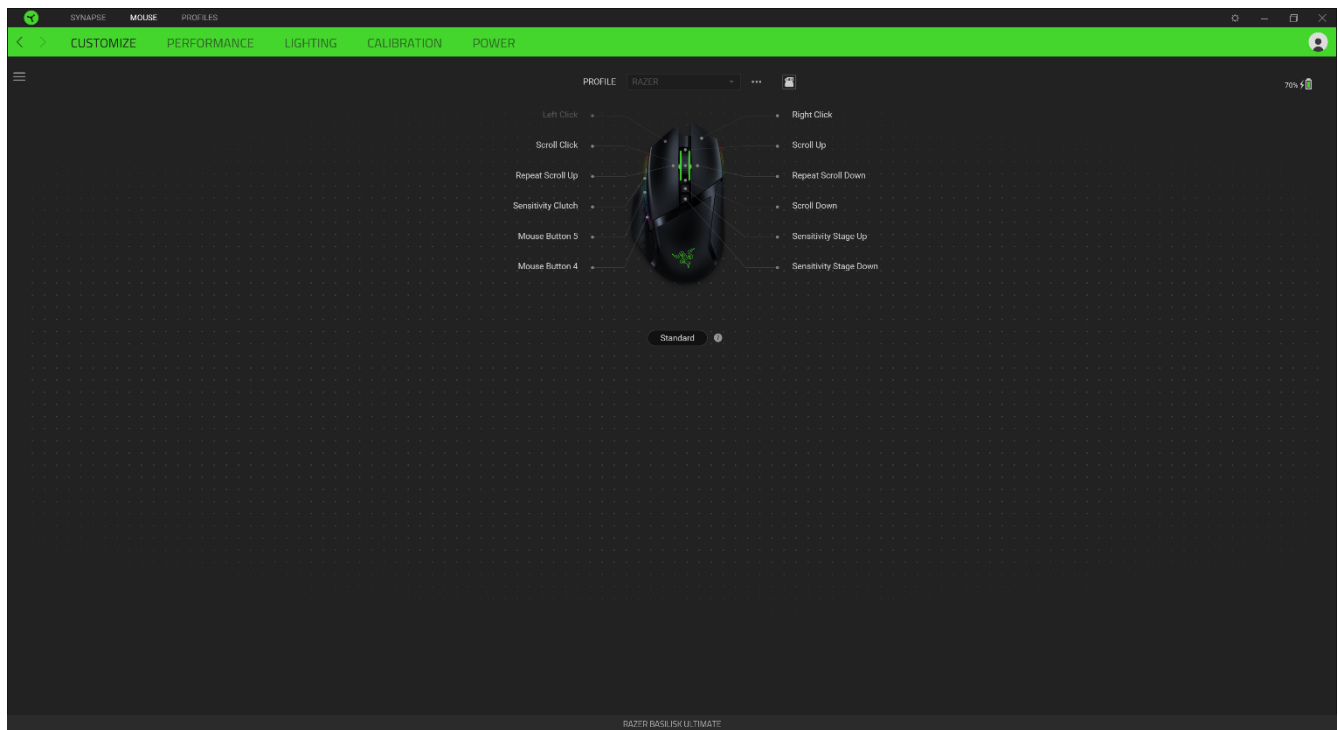 SYNAPSE MOUSE PROFILES
CUSTOMIZE PERFORMANCE LIGHTING CALIBRATION POWER
PROFILE RAZER
70%
Left Click Right Click
Scroll Click Scroll Up
Repeat Scroll Up Repeat Scroll Down
Sensitivity Clutch Scroll Down
Mouse Button 5 Sensitivity Stage Up
Mouse Button 4 Sensitivity Stage Down
Standard
RAZER BASILISK ULTIMATE